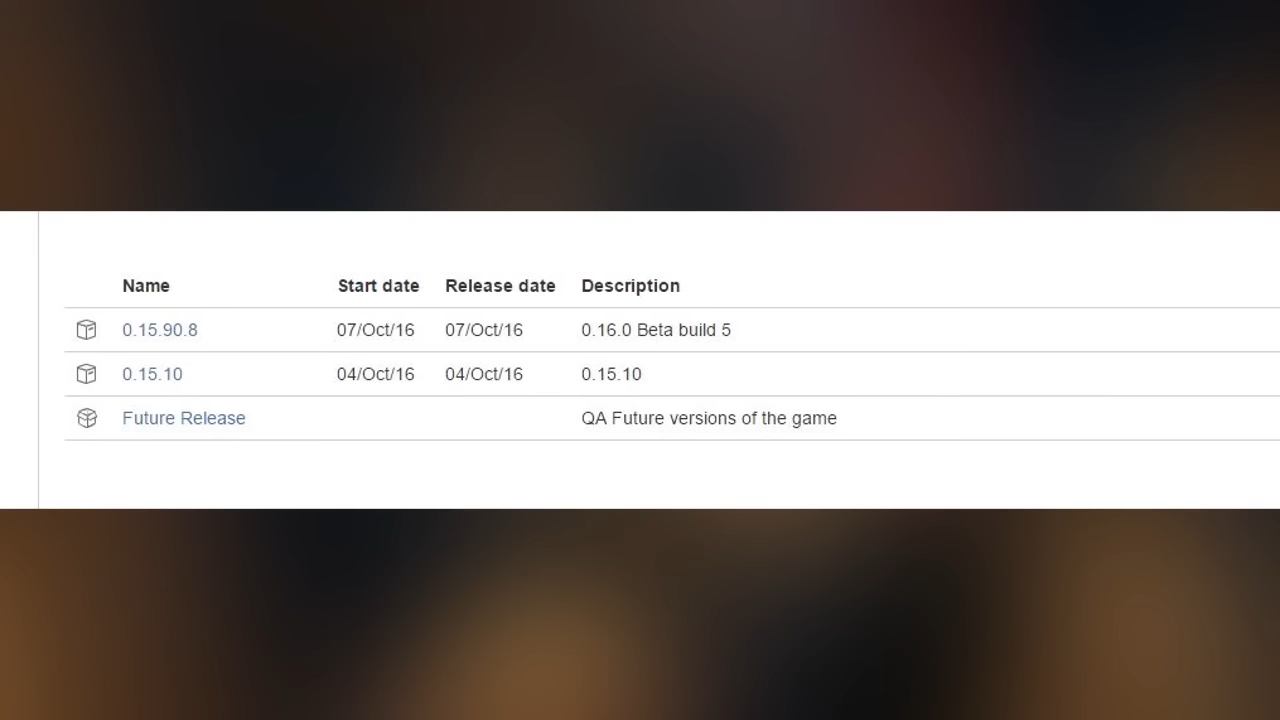 Name Start date Release date Description
0.15.90.8 07/Oct/16 07/Oct/16 0.16.0 Beta build 5
0.15.10 04/Oct/16 04/Oct/16 0.15.10
Future Release QA Future versions of the game